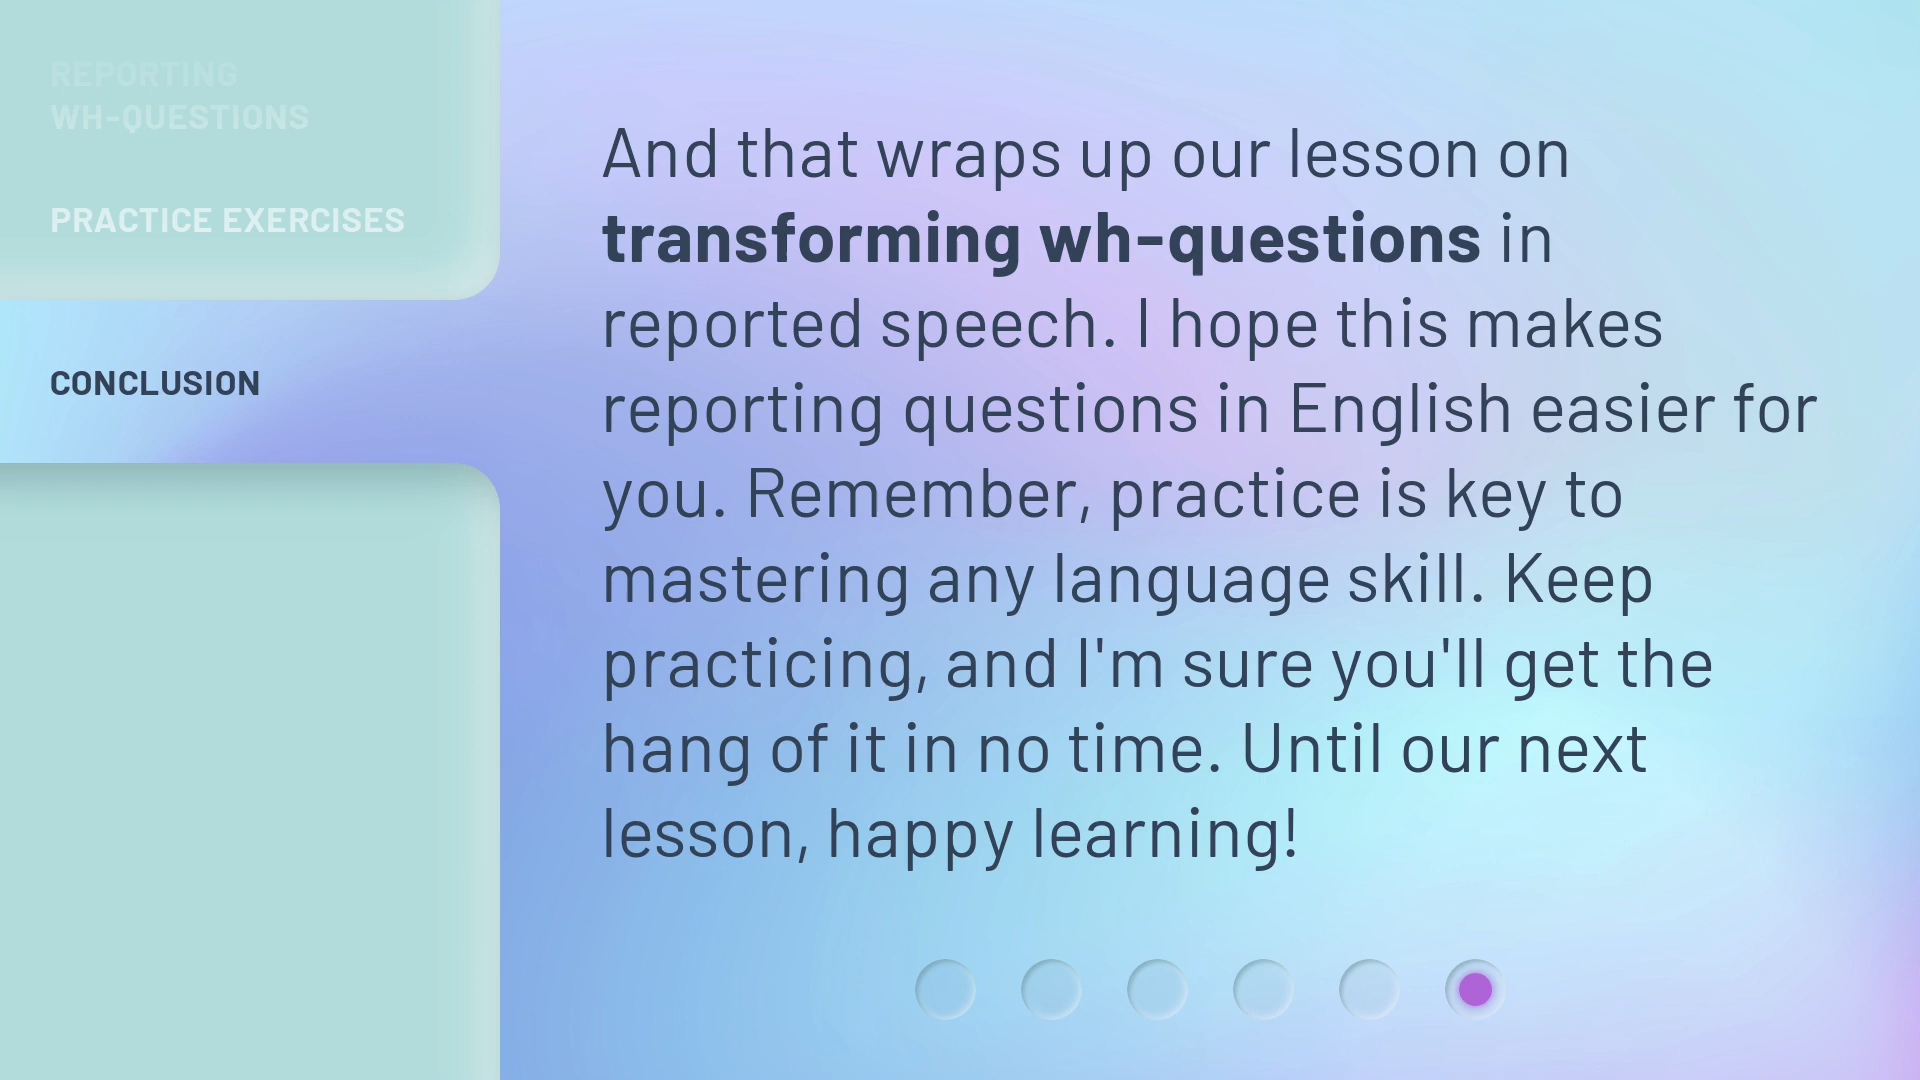 REPORTING
WH-QUESTIONS
PRACTICE EXERCISES
CONCLUSION
And that wraps up our lesson on
transforming wh-questions in
reported speech. I hope this makes
reporting questions in English easier for
you. Remember, practice is key to
mastering any language skill. Keep
practicing, and I'm sure you'll get the
hang of it in no time. Until our next
lesson, happy learning!